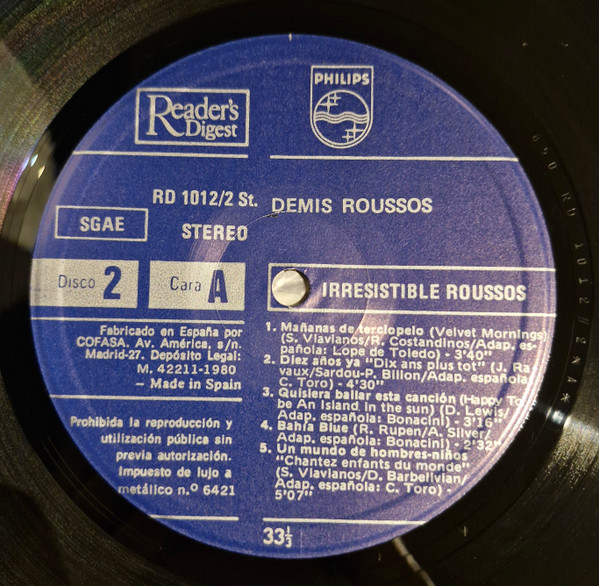 Reader's
Digest
PHILIPS
RD 1012/2 St.
STEREO
SGAE
DEMIS ROUSSOS
Disco 2
Cara A
IRRESISTIBLE ROUSSOS
Fabricado en España por
COFASA. Av. América, s/n.
Madrid-27. Depósito Legal:
M. 42211-1980
— Made in Spain
Prohibida la reproducción y
utilización pública sin
previa autorización.
Impuesto de lujo a
metálico n.º 6421
1. Mañanas de terciopelo (Velvet Mornings)
(S. Vlavianos/R. Costandinos/Adap. es-
pañola: Lope de Toledo) - 3'40"
2. Diez años ya "Dix ans plus tot" (J. Ra
vaux/Sardou-P. Billon/Adap. española:
C. Toro) - 4'30"
3. Quisiera bailar esta canción (Happy To
be An Island in the sun) (D. Lewis/
Adap. española: Bonacini) - 3'16"
4. Bahía Blue (R. Rupen/A. Silver/
Adap. española: Bonacini) - 2'32"
5. Un mundo de hombres-niños
"Chantez enfants du monde"
(S. Vlavianos/D. Barbelivian/
Adap. española: C. Toro) -
5'07"
33⅓